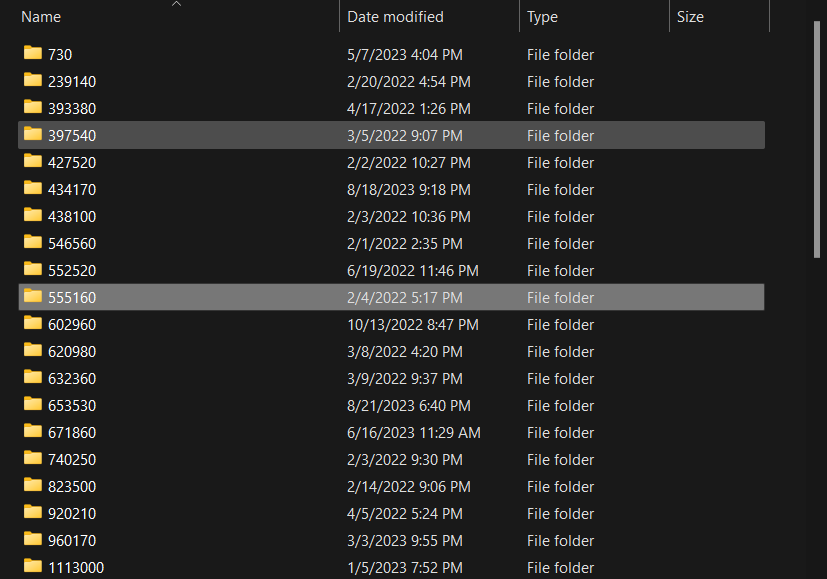 Name Date modified Type Size
730 5/7/2023 4:04 PM File folder
239140 2/20/2022 4:54 PM File folder
393380 4/17/2022 1:26 PM File folder
397540 3/5/2022 9:07 PM File folder
427520 2/2/2022 10:27 PM File folder
434170 8/18/2023 9:18 PM File folder
438100 2/3/2022 10:36 PM File folder
546560 2/1/2022 2:35 PM File folder
552520 6/19/2022 11:46 PM File folder
555160 2/4/2022 5:17 PM File folder
602960 10/13/2022 8:47 PM File folder
620980 3/8/2022 4:20 PM File folder
632360 3/9/2022 9:37 PM File folder
653530 8/21/2023 6:40 PM File folder
671860 6/16/2023 11:29 AM File folder
740250 2/3/2022 9:30 PM File folder
823500 2/14/2022 9:06 PM File folder
920210 4/5/2022 5:24 PM File folder
960170 3/3/2023 9:55 PM File folder
1113000 1/5/2023 7:52 PM File folder